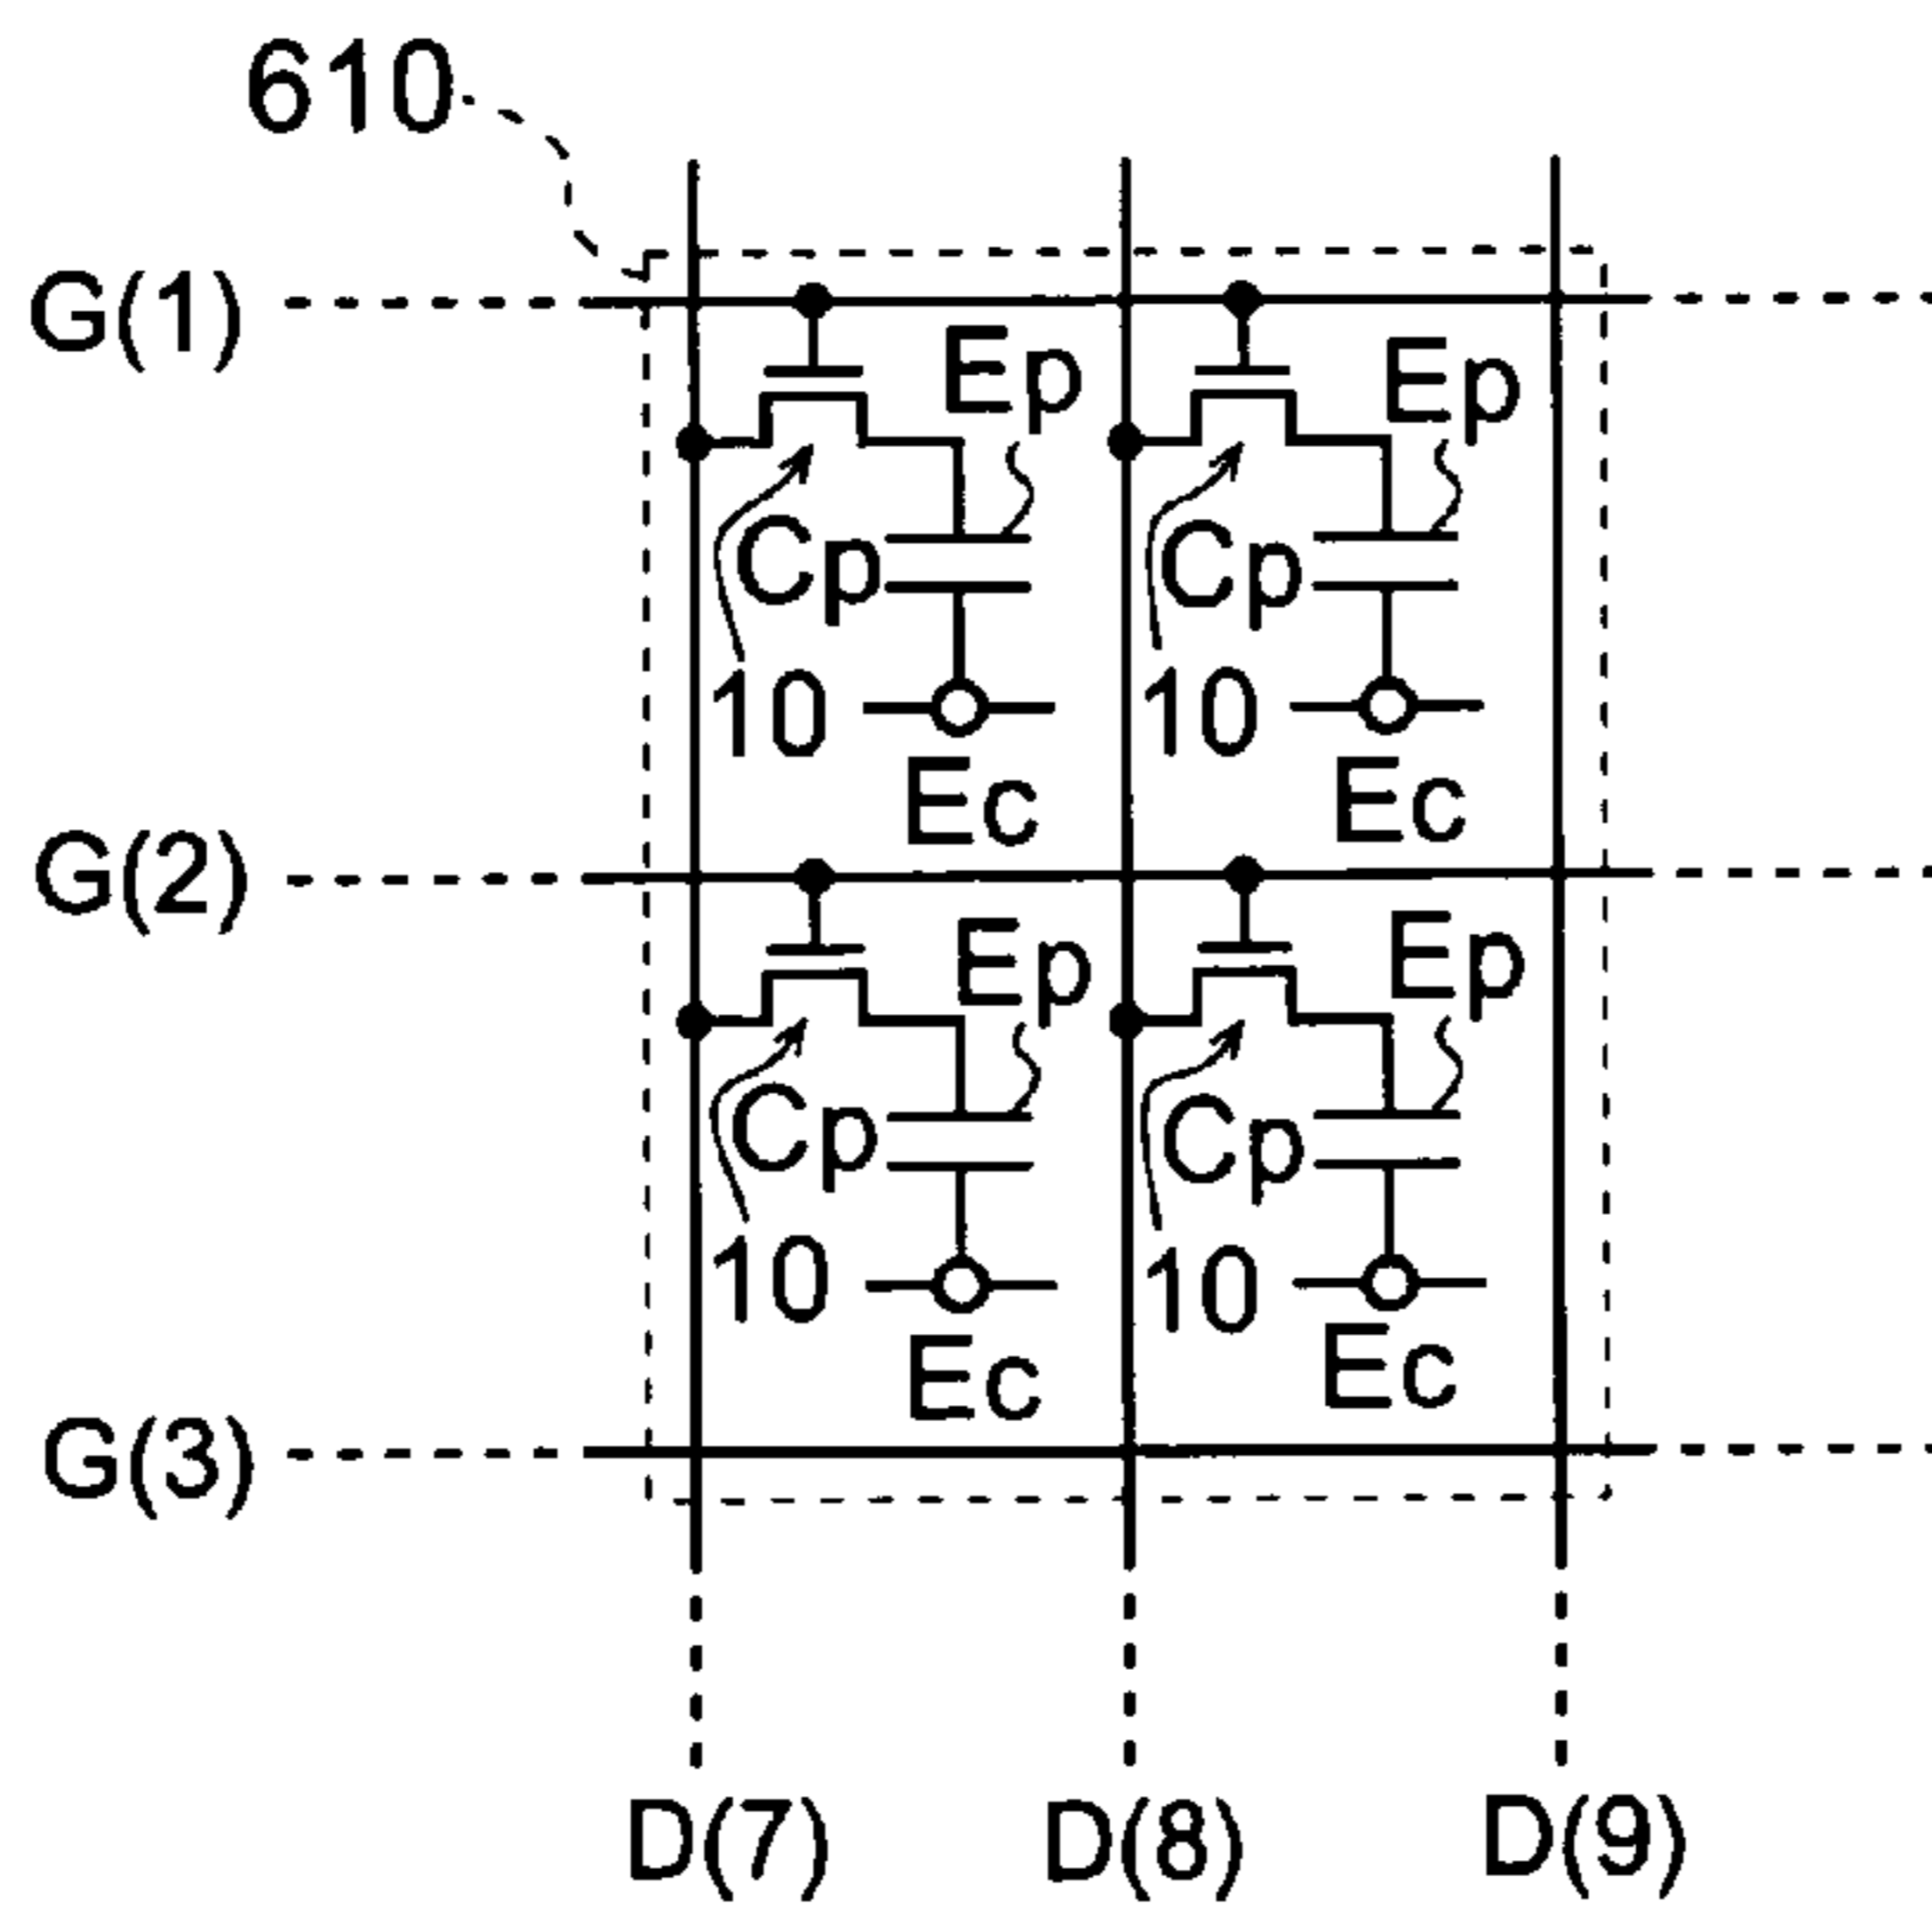 610
G(1)
Ep Ep
Cp Cp
10 10
Ec Ec
G(2)
Ep Ep
Cp Cp
10 10
Ec Ec
G(3)
D(7) D(8) D(9)